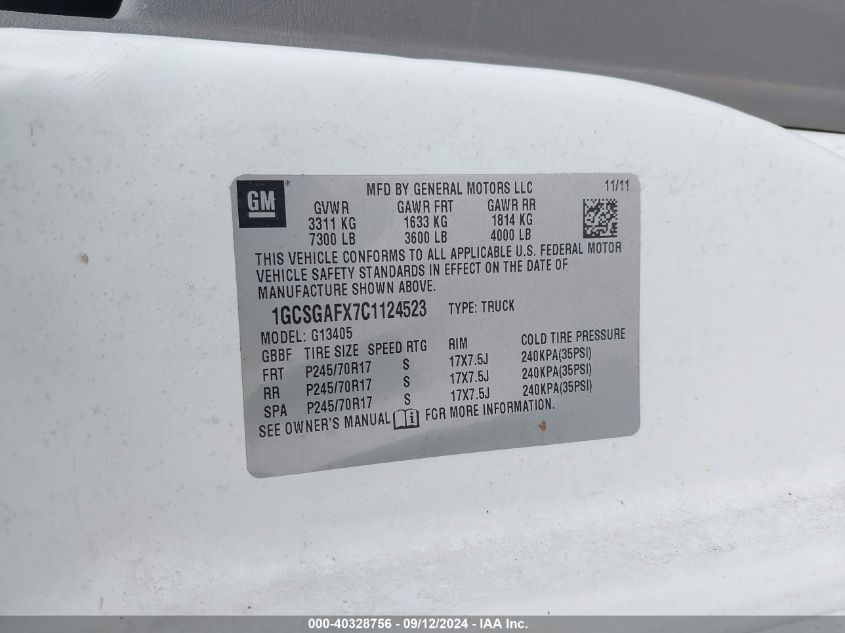 GM ®
MFD BY GENERAL MOTORS LLC 11/11
GVWR GAWR FRT GAWR RR
3311 KG 1633 KG 1814 KG
7300 LB 3600 LB 4000 LB
THIS VEHICLE CONFORMS TO ALL APPLICABLE U.S. FEDERAL MOTOR
VEHICLE SAFETY STANDARDS IN EFFECT ON THE DATE OF
MANUFACTURE SHOWN ABOVE.
1GCSGAFX7C1124523 TYPE: TRUCK
MODEL: G13405
GBBF TIRE SIZE SPEED RTG RIM COLD TIRE PRESSURE
FRT P245/70R17 S 17X7.5J 240KPA(35PSI)
RR P245/70R17 S 17X7.5J 240KPA(35PSI)
SPA P245/70R17 S 17X7.5J 240KPA(35PSI)
SEE OWNER'S MANUAL FOR MORE INFORMATION.
000-40328756 - 09/12/2024 - IAA Inc.